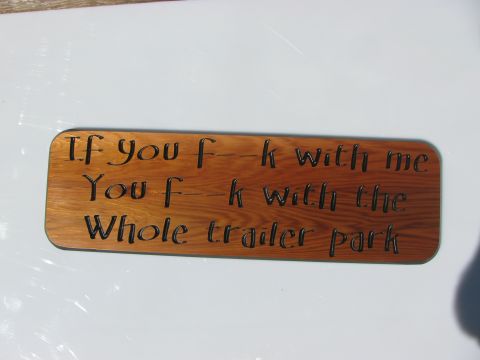 If you f--k with me
You f--k with the
Whole trailer park